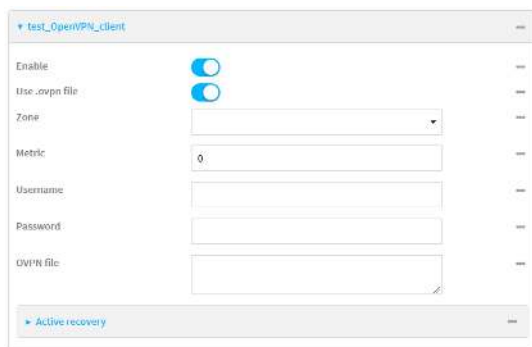 test_OpenVPN_client
Enable
Use .ovpn file
Zone
Metric
0
Username
Password
OVPN file
Active recovery